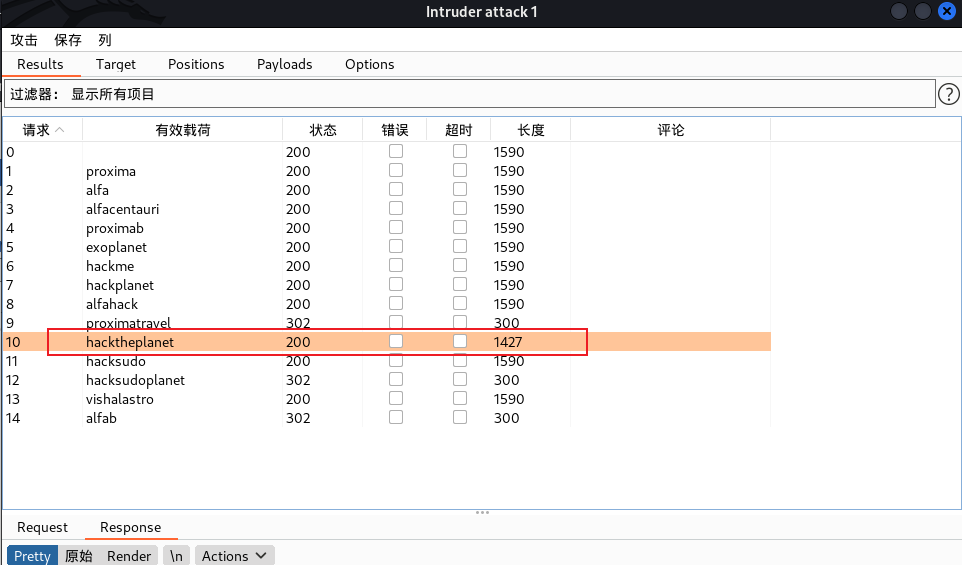 Intruder attack 1
攻击 保存 列
Results Target Positions Payloads Options
过滤器： 显示所有项目 ?
请求 有效载荷 状态 错误 超时 长度 评论
0 200 1590
1 proxima 200 1590
2 alfa 200 1590
3 alfacentauri 200 1590
4 proximab 200 1590
5 exoplanet 200 1590
6 hackme 200 1590
7 hackplanet 200 1590
8 alfahack 200 1590
9 proximatravel 302 300
10 hacktheplanet 200 1427
11 hacksudo 200 1590
12 hacksudoplanet 302 300
13 vishalastro 200 1590
14 alfab 302 300
Request Response
Pretty 原始 Render \n Actions